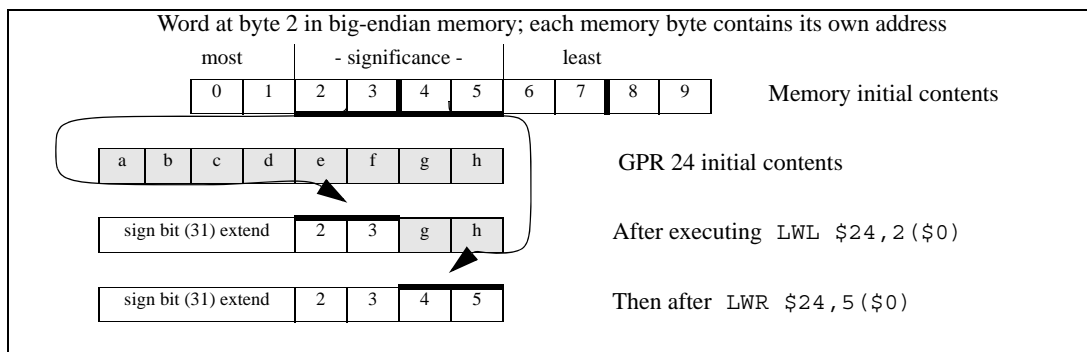 Word at byte 2 in big-endian memory; each memory byte contains its own address
most - significance - least
0 1 2 3 4 5 6 7 8 9 Memory initial contents
a b c d e f g h GPR 24 initial contents
sign bit (31) extend 2 3 g h After executing LWL $24,2($0)
sign bit (31) extend 2 3 4 5 Then after LWR $24,5($0)